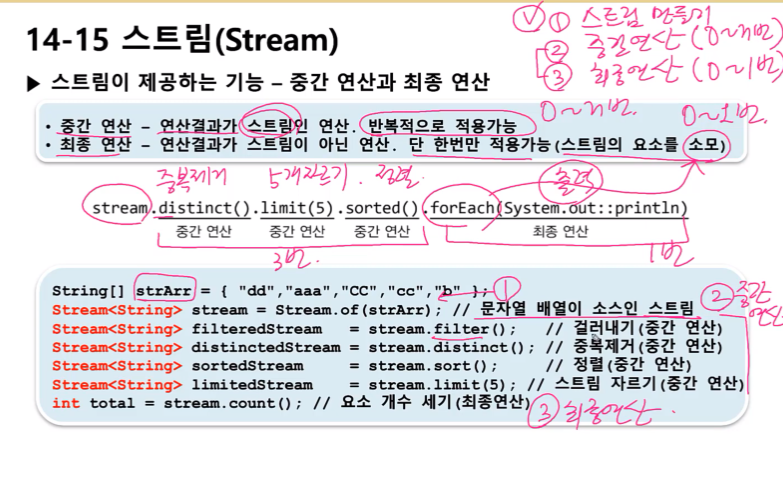 14-15 스트림(Stream)
① 스트림 만들기
② 중간연산 (0~n번)
③ 최종연산 (0~1번)
▶ 스트림이 제공하는 기능 – 중간 연산과 최종 연산
0~n번. 0~1번.
• 중간 연산 – 연산결과가 스트림인 연산. 반복적으로 적용가능
• 최종 연산 – 연산결과가 스트림이 아닌 연산. 단 한번만 적용가능(스트림의 요소를 소모)
중복제거 5개자르기. 정렬. 출력
stream.distinct().limit(5).sorted().forEach(System.out::println)
중간 연산 중간 연산 중간 연산 최종 연산
3번. 1번
String[] strArr = { "dd","aaa","CC","cc","b" }; ①
Stream<String> stream = Stream.of(strArr); // 문자열 배열이 소스인 스트림 ② 중간연산
Stream<String> filteredStream = stream.filter(); // 걸러내기(중간 연산)
Stream<String> distinctedStream = stream.distinct(); // 중복제거(중간 연산)
Stream<String> sortedStream = stream.sort(); // 정렬(중간 연산)
Stream<String> limitedStream = stream.limit(5); // 스트림 자르기(중간 연산)
int total = stream.count(); // 요소 개수 세기(최종연산) ③ 최종연산.